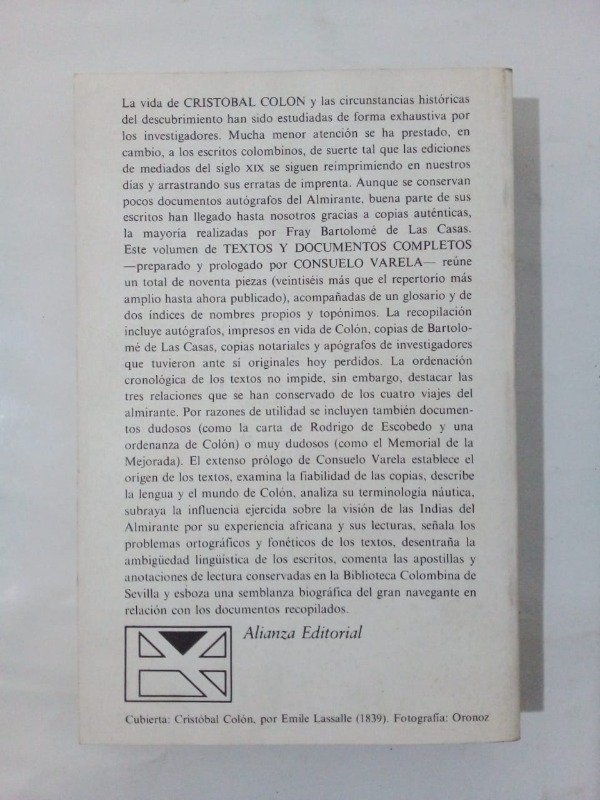 La vida de CRISTOBAL COLON y las circunstancias históricas
del descubrimiento han sido estudiadas de forma exhaustiva por
los investigadores. Mucha menor atención se ha prestado, en
cambio, a los escritos colombinos, de suerte tal que las ediciones
de mediados del siglo XIX se siguen reimprimiendo en nuestros
días y arrastrando sus erratas de imprenta. Aunque se conservan
pocos documentos autógrafos del Almirante, buena parte de sus
escritos han llegado hasta nosotros gracias a copias auténticas,
la mayoría realizadas por Fray Bartolomé de Las Casas.
Este volumen de TEXTOS Y DOCUMENTOS COMPLETOS
—preparado y prologado por CONSUELO VARELA— reúne
un total de noventa piezas (veintiséis más que el repertorio más
amplio hasta ahora publicado), acompañadas de un glosario y de
dos índices de nombres propios y topónimos. La recopilación
incluye autógrafos, impresos en vida de Colón, copias de Bartolo-
mé de Las Casas, copias notariales y apógrafos de investigadores
que tuvieron ante sí originales hoy perdidos. La ordenación
cronológica de los textos no impide, sin embargo, destacar las
tres relaciones que se han conservado de los cuatro viajes del
almirante. Por razones de utilidad se incluyen también documen-
tos dudosos (como la carta de Rodrigo de Escobedo y una
ordenanza de Colón) o muy dudosos (como el Memorial de la
Mejorada). El extenso prólogo de Consuelo Varela establece el
origen de los textos, examina la fiabilidad de las copias, describe
la lengua y el mundo de Colón, analiza su terminología náutica,
subraya la influencia ejercida sobre la visión de las Indias del
Almirante por su experiencia africana y sus lecturas, señala los
problemas ortográficos y fonéticos de los textos, desentraña la
ambigüedad lingüística de los escritos, comenta las apostillas y
anotaciones de lectura conservadas en la Biblioteca Colombina de
Sevilla y esboza una semblanza biográfica del gran navegante en
relación con los documentos recopilados.
Alianza Editorial
Cubierta: Cristóbal Colón, por Emile Lassalle (1839). Fotografía: Oronoz